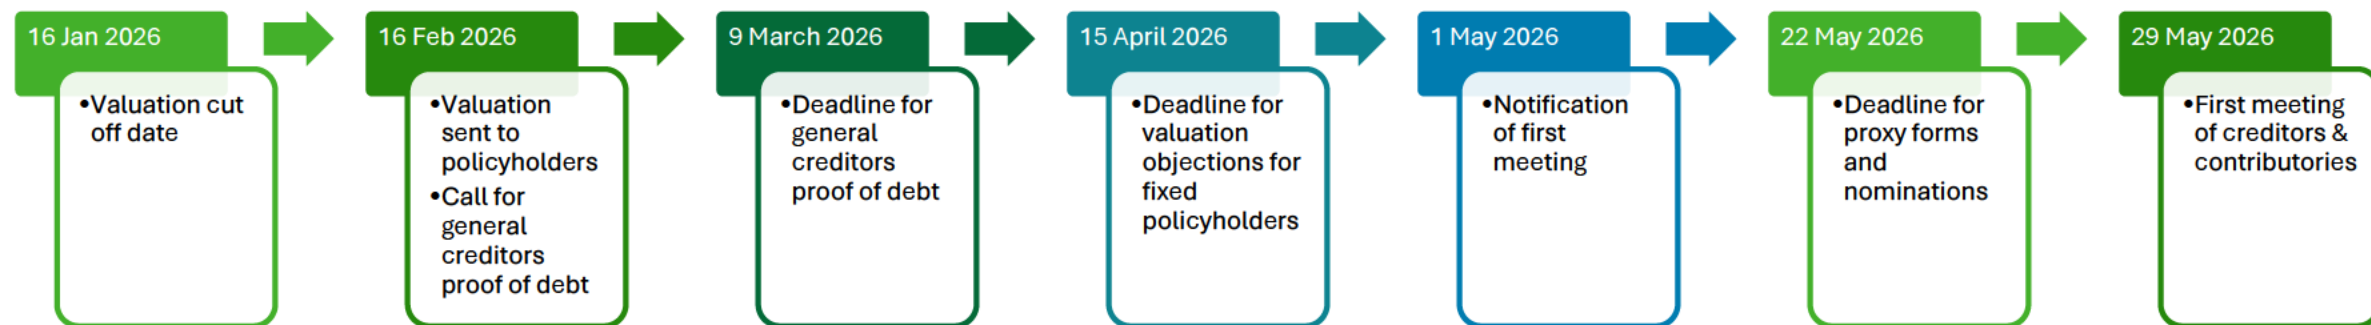 16 Jan 2026
•Valuation cut
off date
16 Feb 2026
•Valuation
sent to
policyholders
•Call for
general
creditors
proof of debt
9 March 2026
•Deadline for
general
creditors
proof of debt
15 April 2026
•Deadline for
valuation
objections for
fixed
policyholders
1 May 2026
•Notification
of first
meeting
22 May 2026
•Deadline for
proxy forms
and
nominations
29 May 2026
•First meeting
of creditors &
contributories